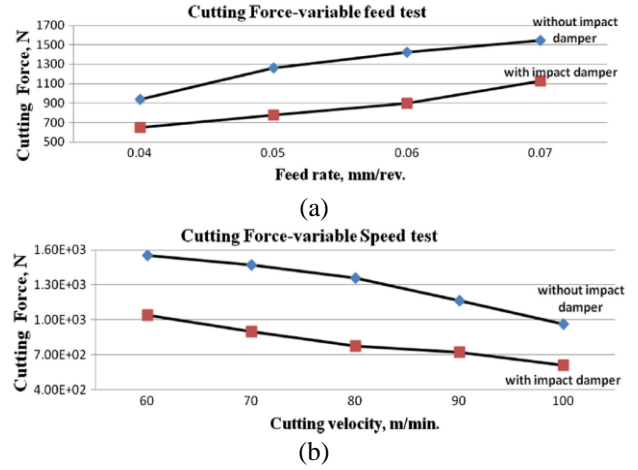 Cutting Force-variable feed test
Cutting Force, N
1700
1500
1300
1100
900
700
500
without impact
damper
with impact damper
0.04 0.05 0.06 0.07
Feed rate, mm/rev.
(a)
Cutting Force-variable Speed test
Cutting Force, N
1.60E+03
1.30E+03
1.00E+03
7.00E+02
4.00E+02
without impact
damper
with impact damper
60 70 80 90 100
Cutting velocity, m/min.
(b)